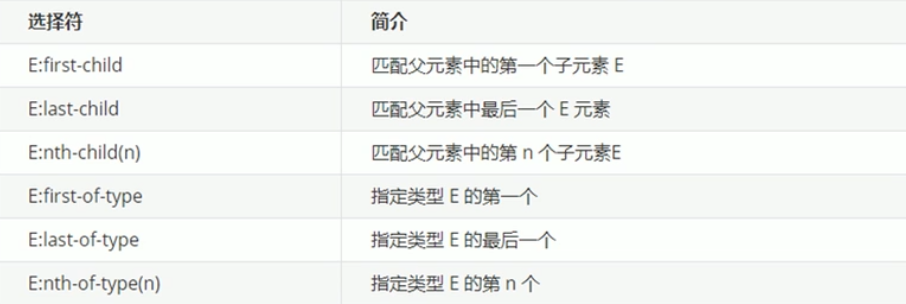 选择符 简介
E:first-child 匹配父元素中的第一个子元素 E
E:last-child 匹配父元素中最后一个 E 元素
E:nth-child(n) 匹配父元素中的第 n 个子元素E
E:first-of-type 指定类型 E 的第一个
E:last-of-type 指定类型 E 的最后一个
E:nth-of-type(n) 指定类型 E 的第 n 个